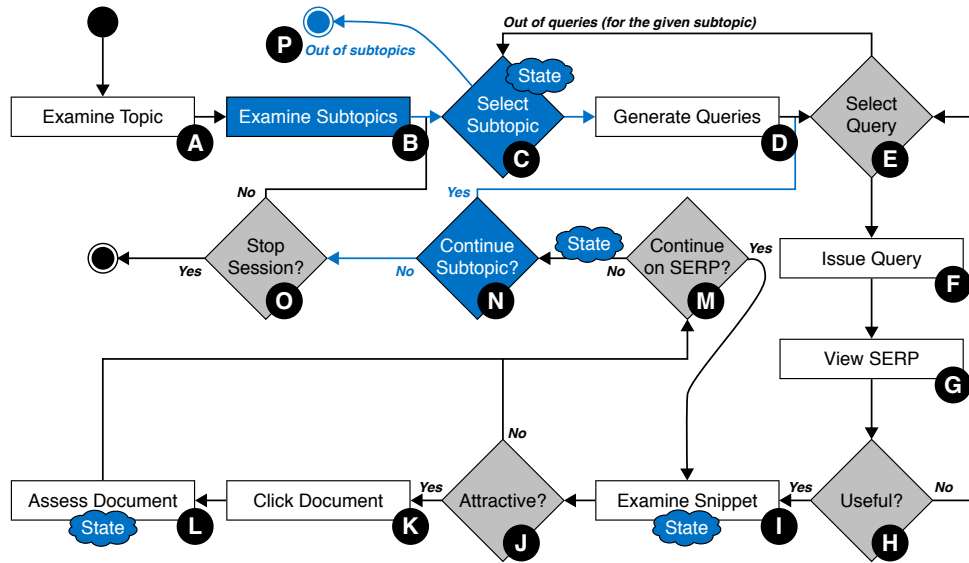 Out of queries (for the given subtopic)
P
Out of subtopics
State
Examine Topic
A
Examine Subtopics
B
Select
Subtopic
C
Generate Queries
D
Select
Query
E
No
Yes
Stop
Session?
O
Yes
No
Continue
Subtopic?
N
State
No
Continue
on SERP?
M
Yes
Issue Query
F
View SERP
G
No
Assess Document
State
L
Click Document
K
Yes
Attractive?
J
Examine Snippet
State
I
Yes
Useful?
H
No